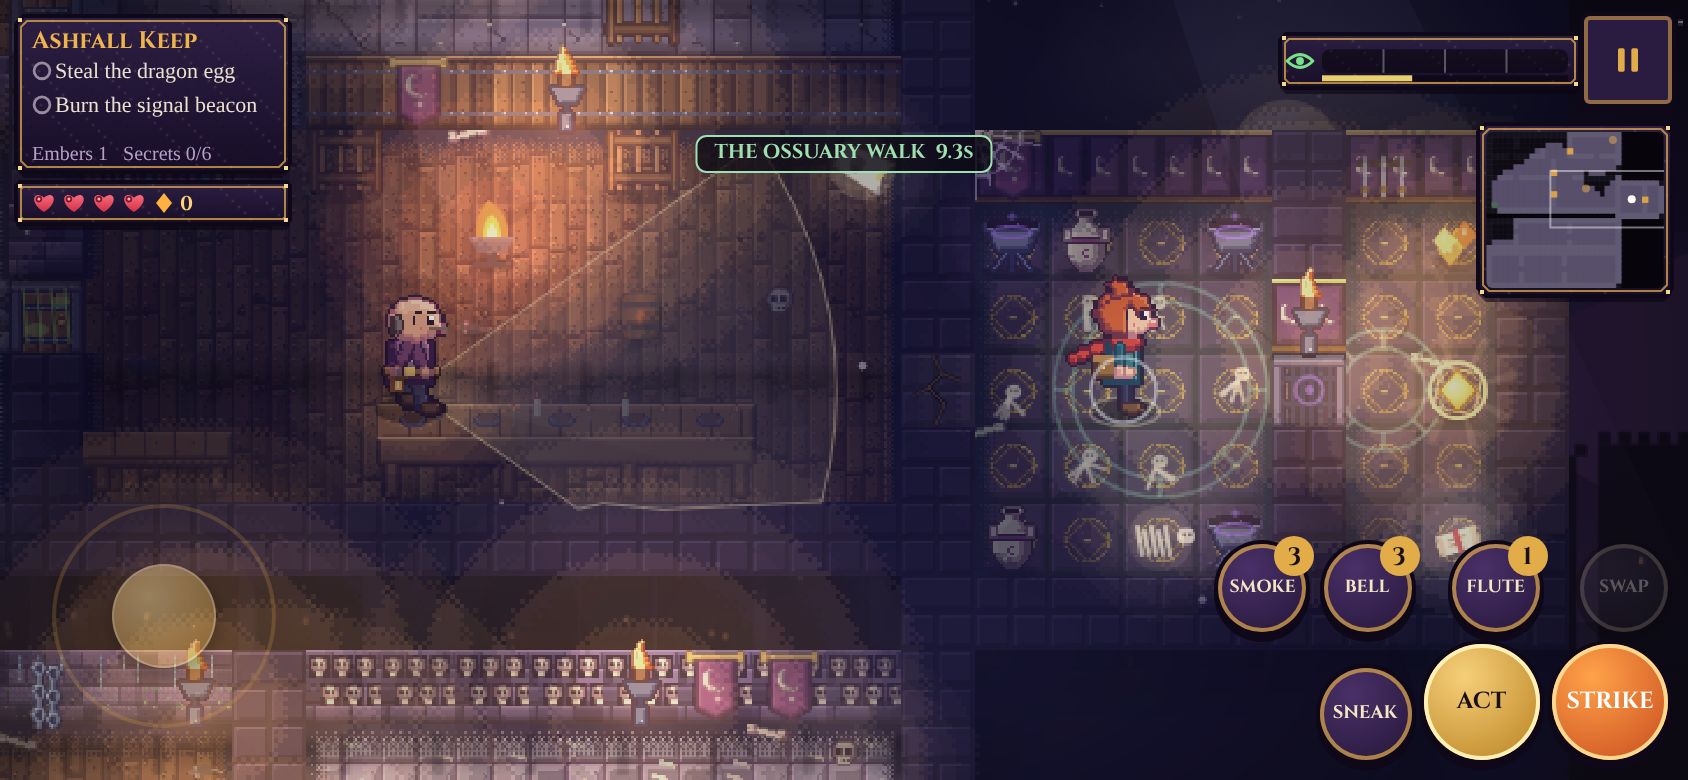 ASHFALL KEEP
Steal the dragon egg
Burn the signal beacon
Embers 1 Secrets 0/6
0
THE OSSUARY WALK 9.3s
3
3
1
SMOKE
BELL
FLUTE
SWAP
SNEAK
ACT
STRIKE